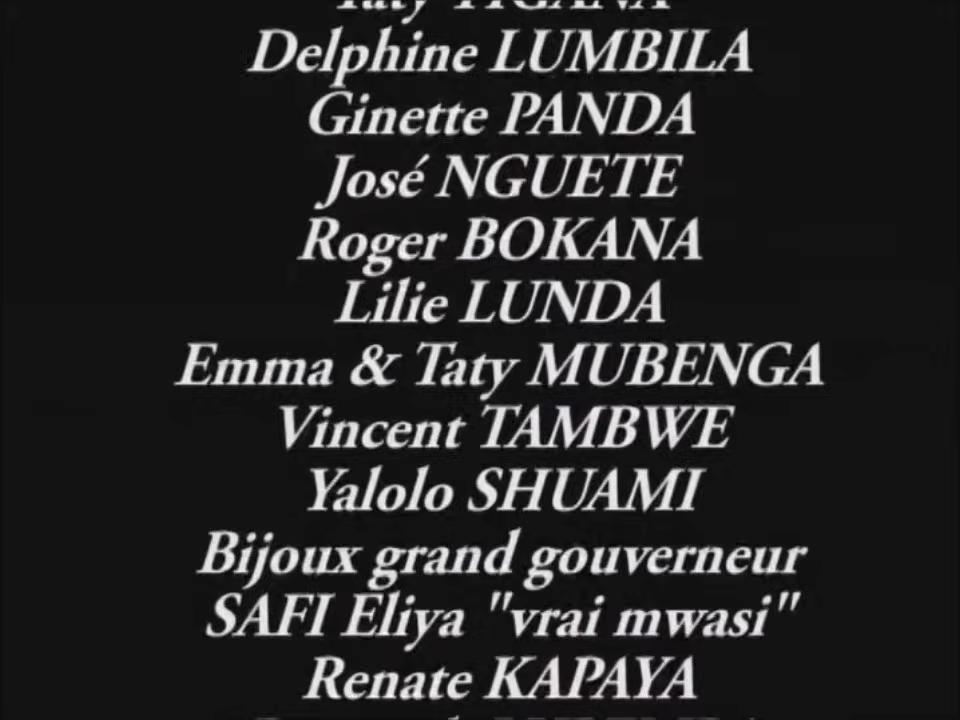 Delphine LUMBILA
Ginette PANDA
José NGUETE
Roger BOKANA
Lilie LUNDA
Emma & Taty MUBENGA
Vincent TAMBWE
Yalolo SHUAMI
Bijoux grand gouverneur
SAFI Eliya "vrai mwasi"
Renate KAPAYA